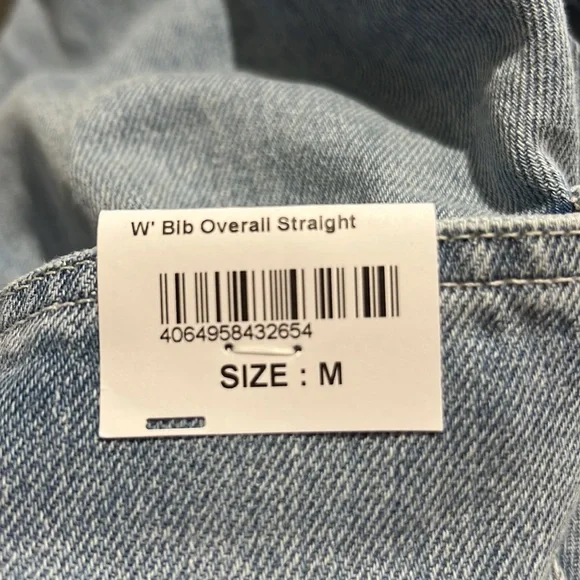 W' Bib Overall Straight
4064958432654
SIZE : M